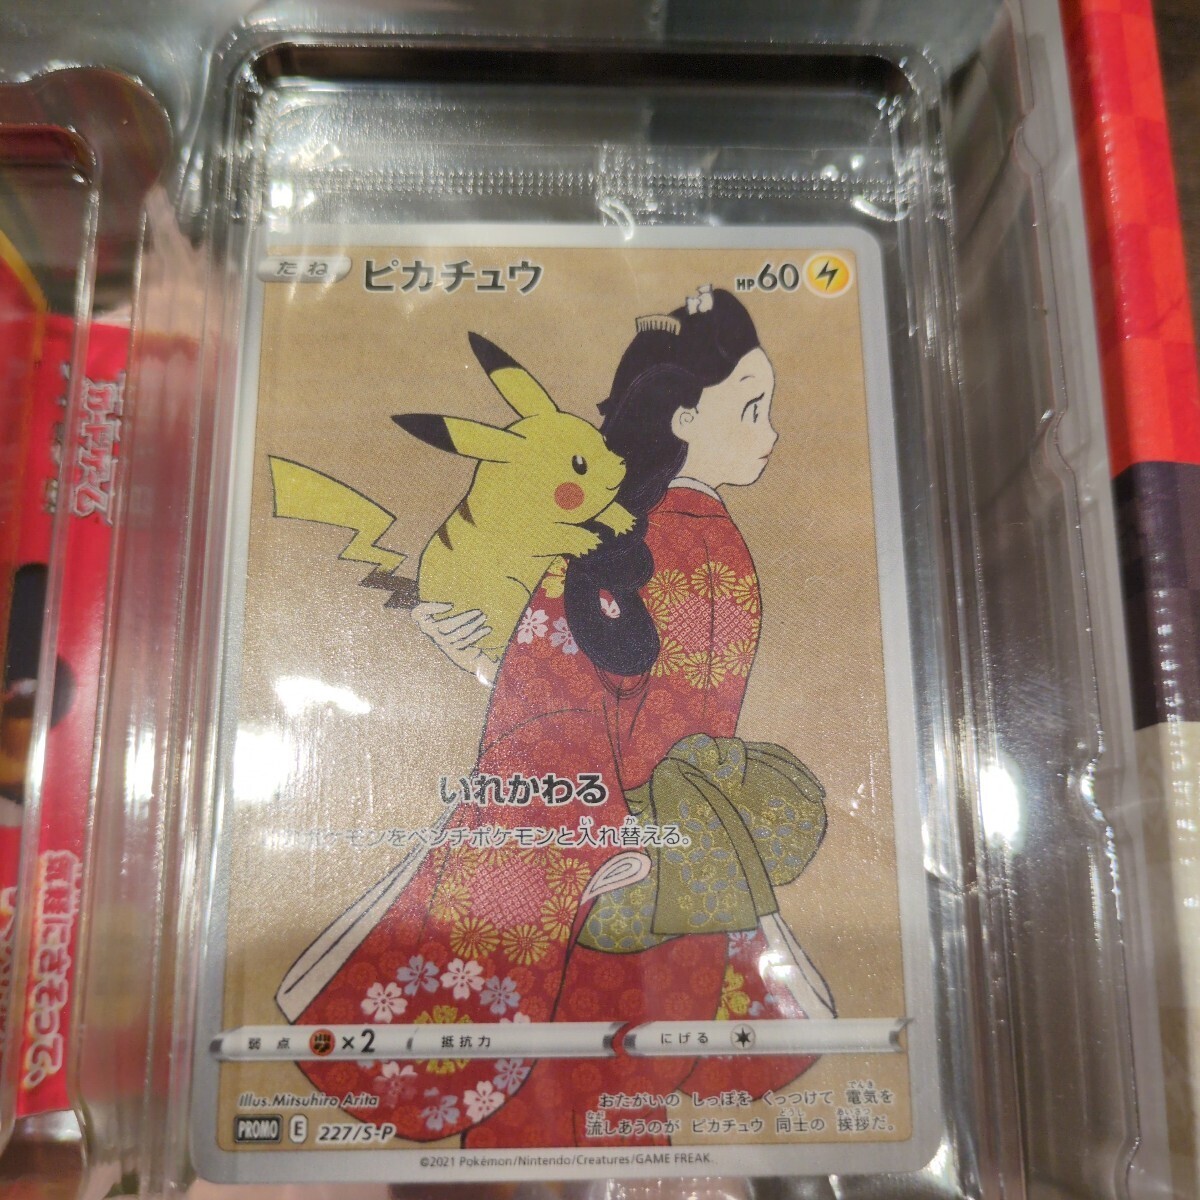 たね ピカチュウ HP60
いれかわる
ポケモンをベンチポケモンと入れ替える。
弱点 ×2 抵抗力 にげる
Illus. Mitsuhiro Arita
PROMO E 227/S-P
おたがいの しっぽを くっつけて 電気を
流しあうのが ピカチュウ 同士の 挨拶だ。
©2021 Pokémon/Nintendo/Creatures/GAME FREAK.